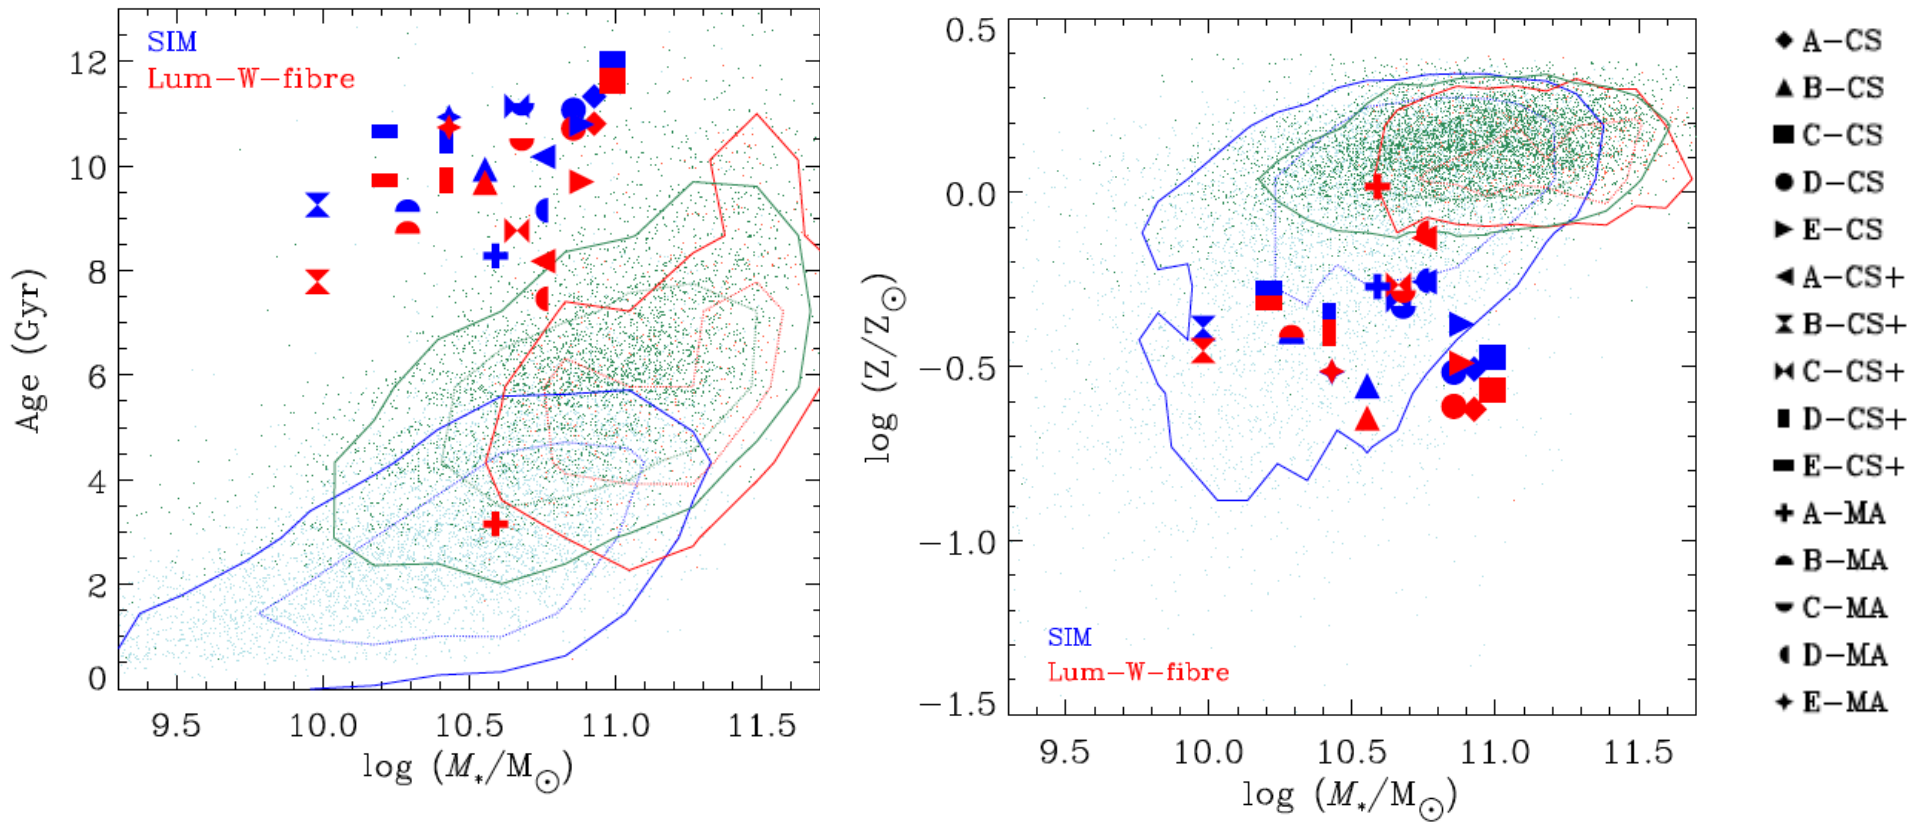 SIM
Lum-W-fibre
12
10
8
6
4
2
0
Age (Gyr)
9.5 10.0 10.5 11.0 11.5
log (M*/M⊙)
0.5
0.0
-0.5
-1.0
-1.5
log (Z/Z⊙)
SIM
Lum-W-fibre
9.5 10.0 10.5 11.0 11.5
log (M*/M⊙)
A-CS
B-CS
C-CS
D-CS
E-CS
A-CS+
B-CS+
C-CS+
D-CS+
E-CS+
A-MA
B-MA
C-MA
D-MA
E-MA